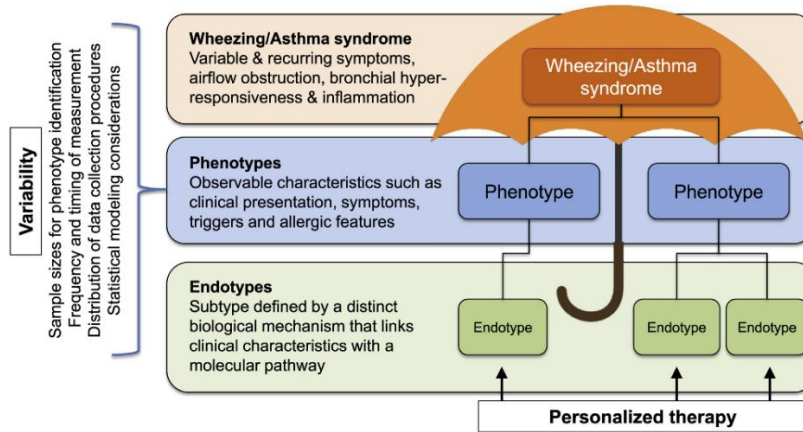 Variability
Sample sizes for phenotype identification
Frequency and timing of measurement
Distribution of data collection procedures
Statistical modeling considerations
Wheezing/Asthma syndrome
Variable & recurring symptoms,
airflow obstruction, bronchial hyper-
responsiveness & inflammation
Wheezing/Asthma
syndrome
Phenotypes
Observable characteristics such as
clinical presentation, symptoms,
triggers and allergic features
Phenotype
Phenotype
Endotypes
Subtype defined by a distinct
biological mechanism that links
clinical characteristics with a
molecular pathway
Endotype
Endotype
Endotype
Personalized therapy